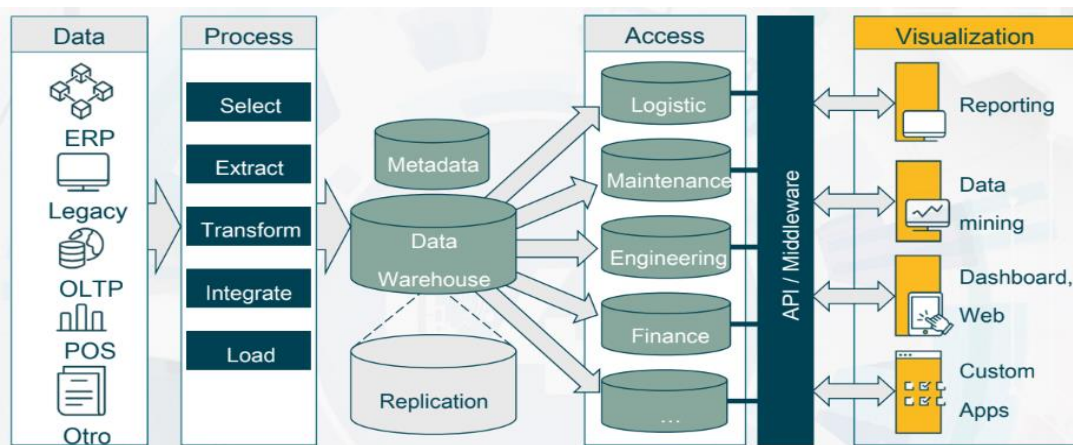 Data
ERP
Legacy
OLTP
POS
Otro
Process
Select
Extract
Transform
Integrate
Load
Metadata
Data
Warehouse
Replication
Access
Logistic
Maintenance
Engineering
Finance
...
API / Middleware
Visualization
Reporting
Data
mining
Dashboard,
Web
Custom
Apps